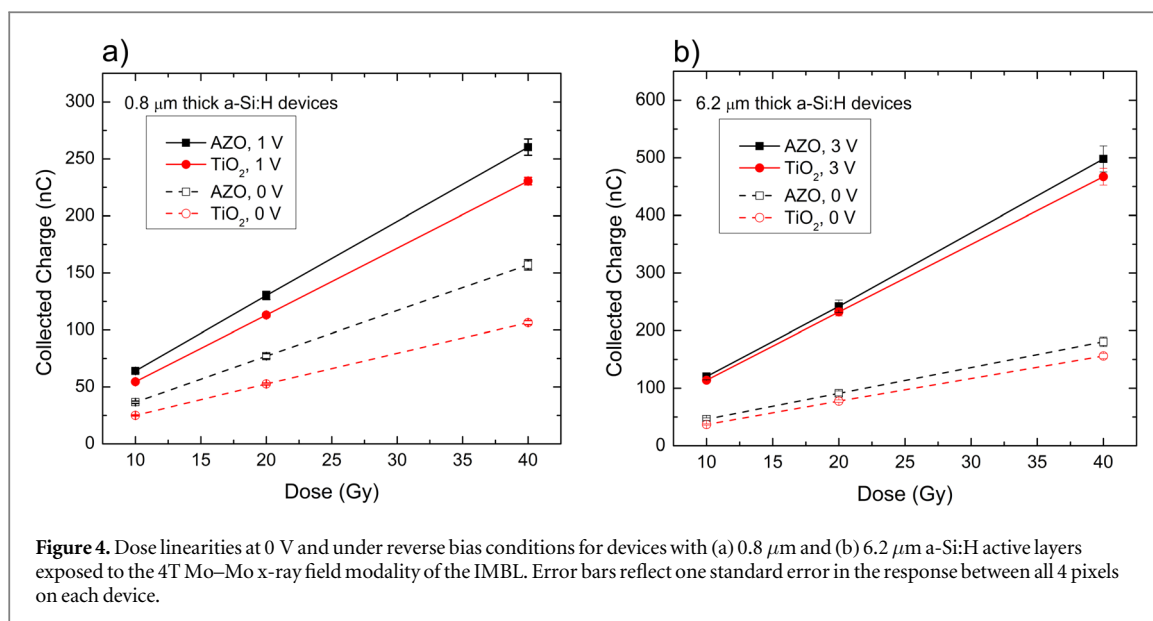 a)
0.8 μm thick a-Si:H devices
AZO, 1 V
TiO₂, 1 V
AZO, 0 V
TiO₂, 0 V
300
250
200
150
100
50
0
Collected Charge (nC)
10 15 20 25 30 35 40
Dose (Gy)
b)
6.2 μm thick a-Si:H devices
AZO, 3 V
TiO₂, 3 V
AZO, 0 V
TiO₂, 0 V
600
500
400
300
200
100
0
Collected Charge (nC)
10 15 20 25 30 35 40
Dose (Gy)
Figure 4. Dose linearities at 0 V and under reverse bias conditions for devices with (a) 0.8 μm and (b) 6.2 μm a-Si:H active layers
exposed to the 4T Mo–Mo x-ray field modality of the IMBL. Error bars reflect one standard error in the response between all 4 pixels
on each device.